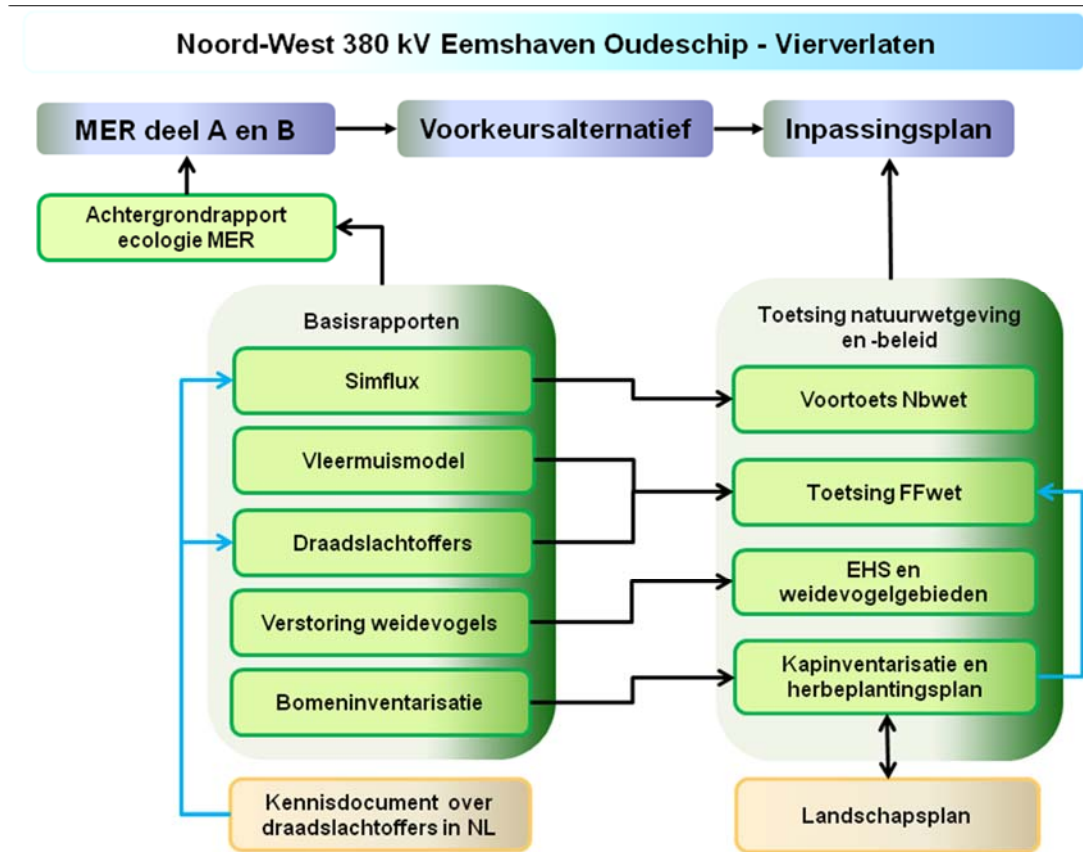 Noord-West 380 kV Eemshaven Oudeschip - Vierverlaten
MER deel A en B
Voorkeursalternatief
Inpassingsplan
Achtergrondrapport
ecologie MER
Basisrapporten
Simflux
Vleermuismodel
Draadslachtoffers
Verstoring weidevogels
Bomeninventarisatie
Kennisdocument over
draadslachtoffers in NL
Toetsing natuurwetgeving
en -beleid
Voortoets Nbwet
Toetsing FFwet
EHS en
weidevogelgebieden
Kapinventarisatie en
herbeplantingsplan
Landschapsplan